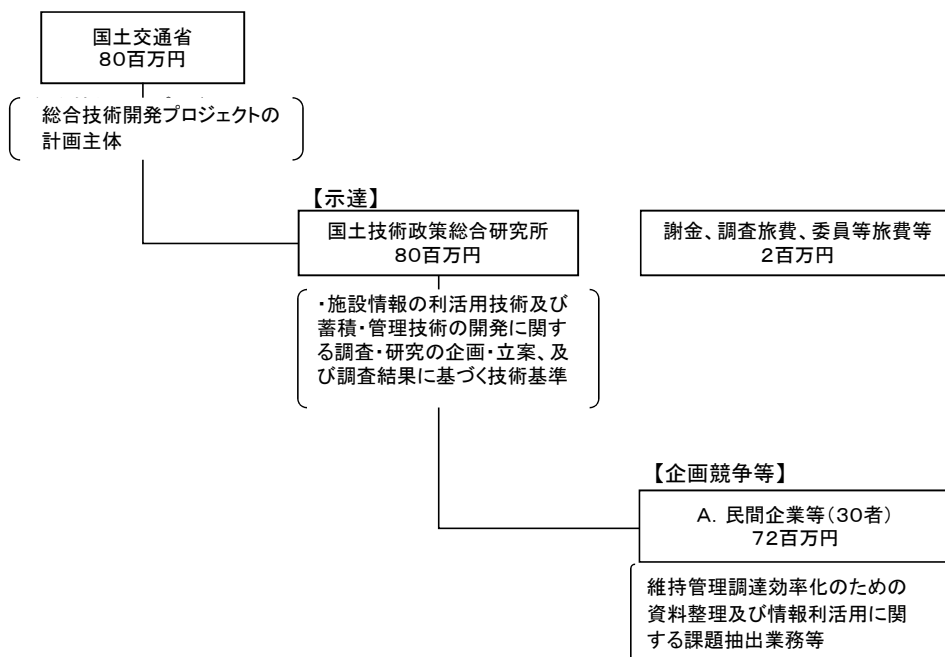 国土交通省
80百万円
総合技術開発プロジェクトの
計画主体
【示達】
国土技術政策総合研究所
80百万円
謝金、調査旅費、委員等旅費等
2百万円
・施設情報の利活用技術及び
蓄積・管理技術の開発に関す
る調査・研究の企画・立案、及
び調査結果に基づく技術基準
【企画競争等】
A. 民間企業等(30者)
72百万円
維持管理調達効率化のための
資料整理及び情報利活用に関
する課題抽出業務等